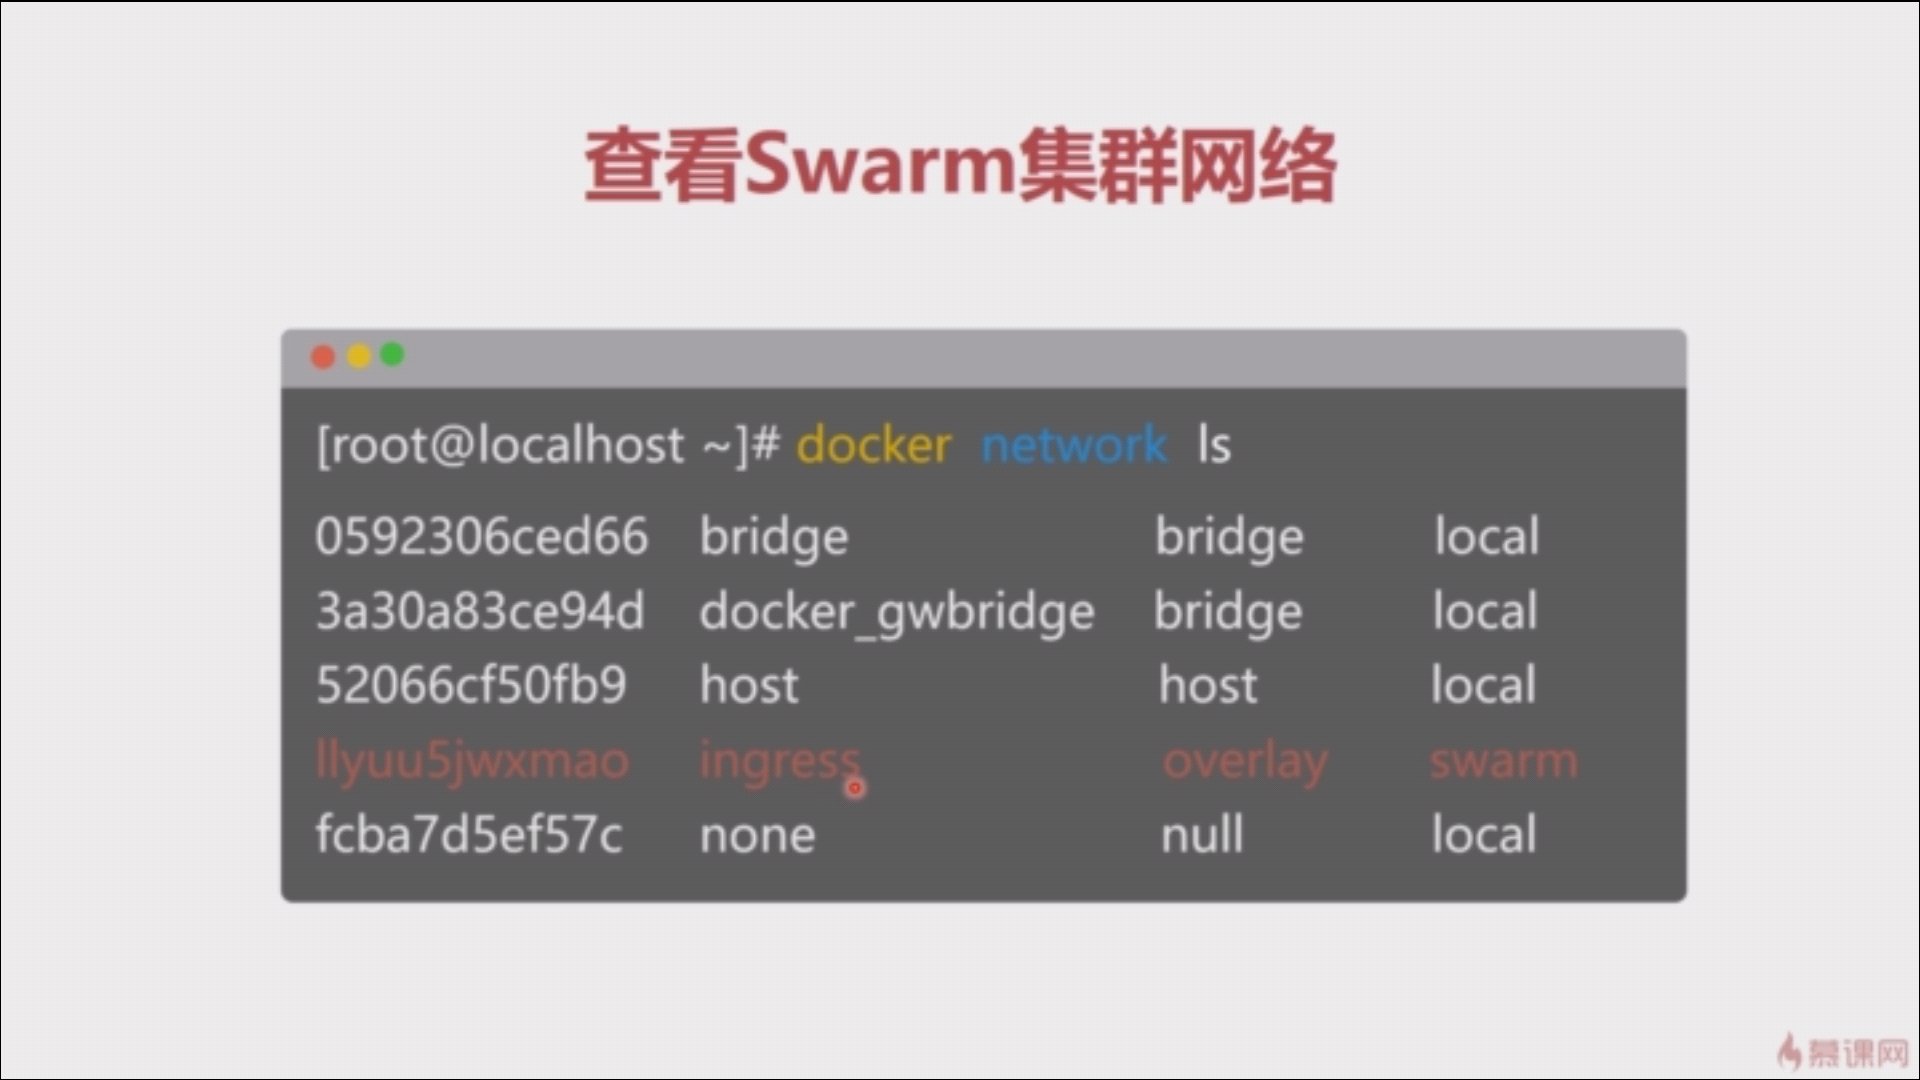 查看Swarm集群网络
[root@localhost ~]# docker network ls
0592306ced66 bridge bridge local
3a30a83ce94d docker_gwbridge bridge local
52066cf50fb9 host host local
llyuu5jwxmao ingress overlay swarm
fcba7d5ef57c none null local
慕课网